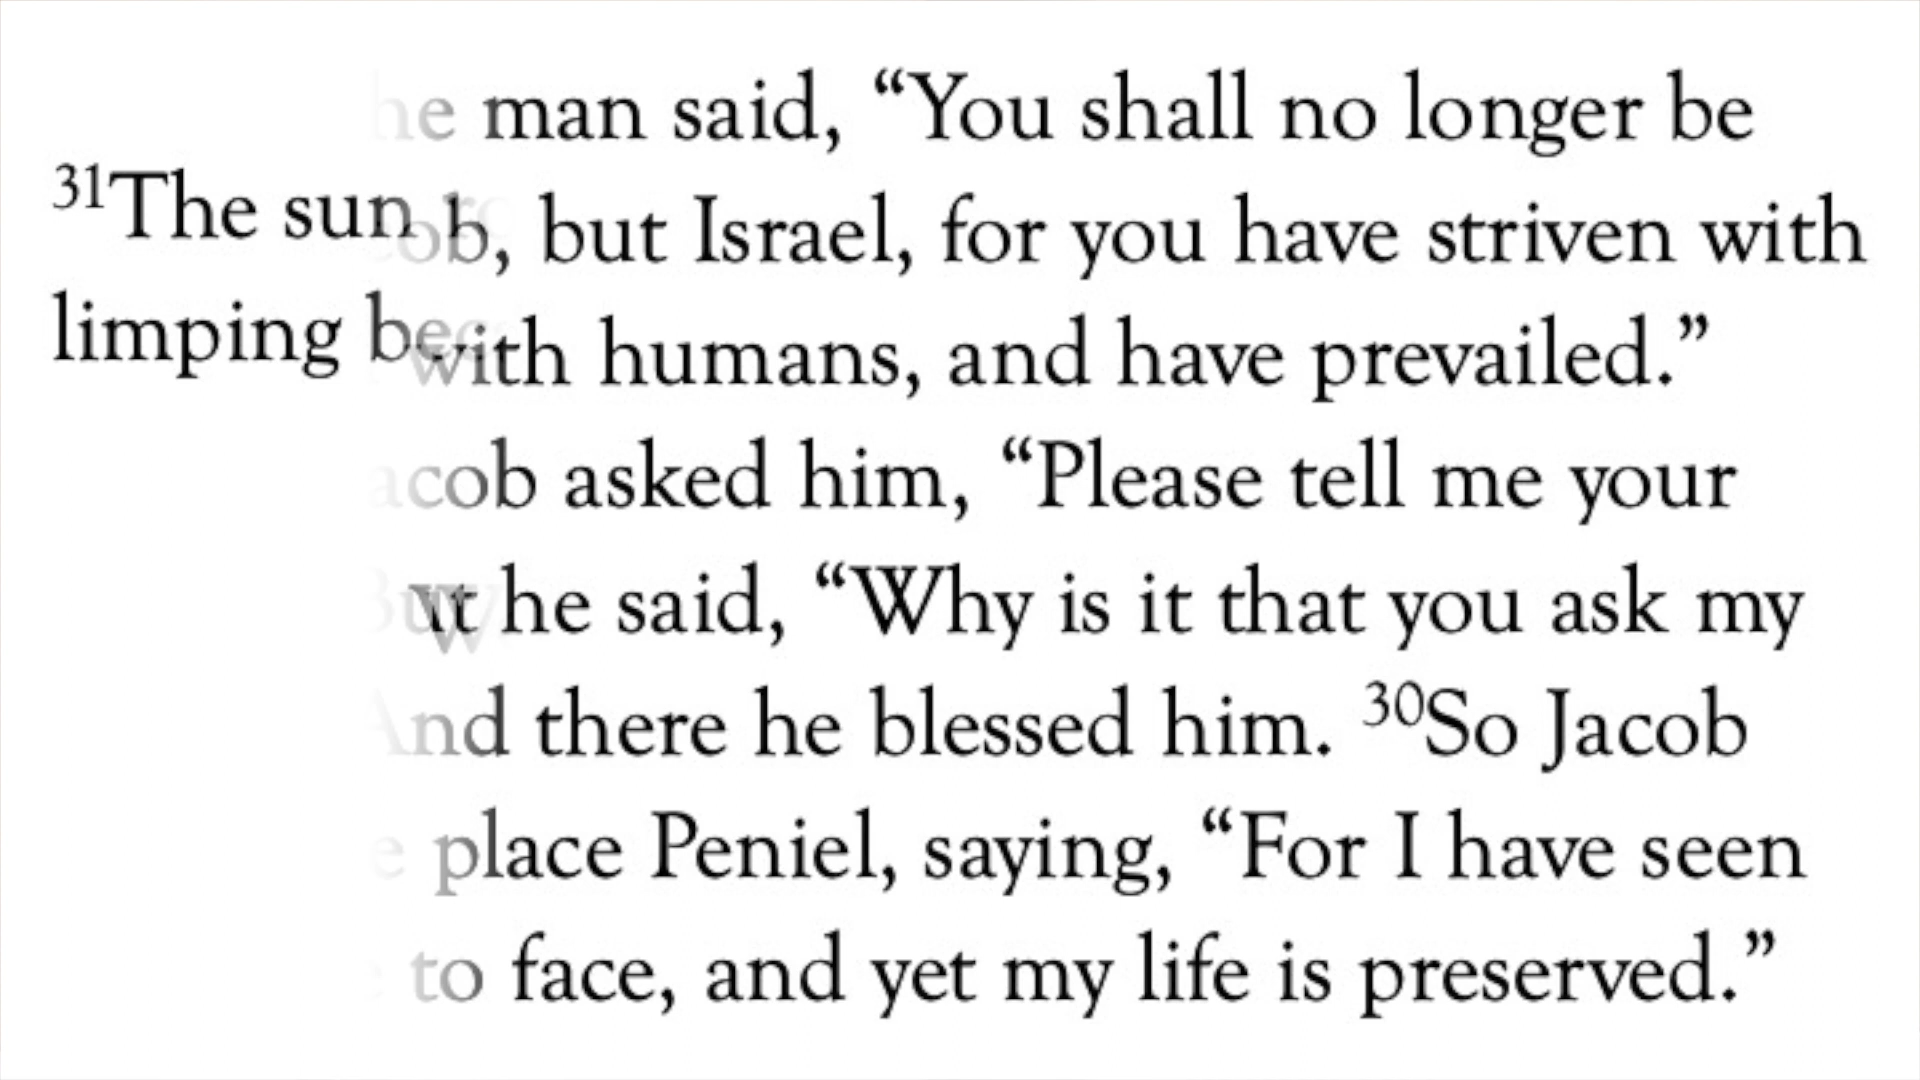 man said, “You shall no longer be
31The sun
but Israel, for you have striven with
limping
with humans, and have prevailed.”
asked him, “Please tell me your
he said, “Why is it that you ask my
And there he blessed him. 30So Jacob
place Peniel, saying, “For I have seen
to face, and yet my life is preserved.”